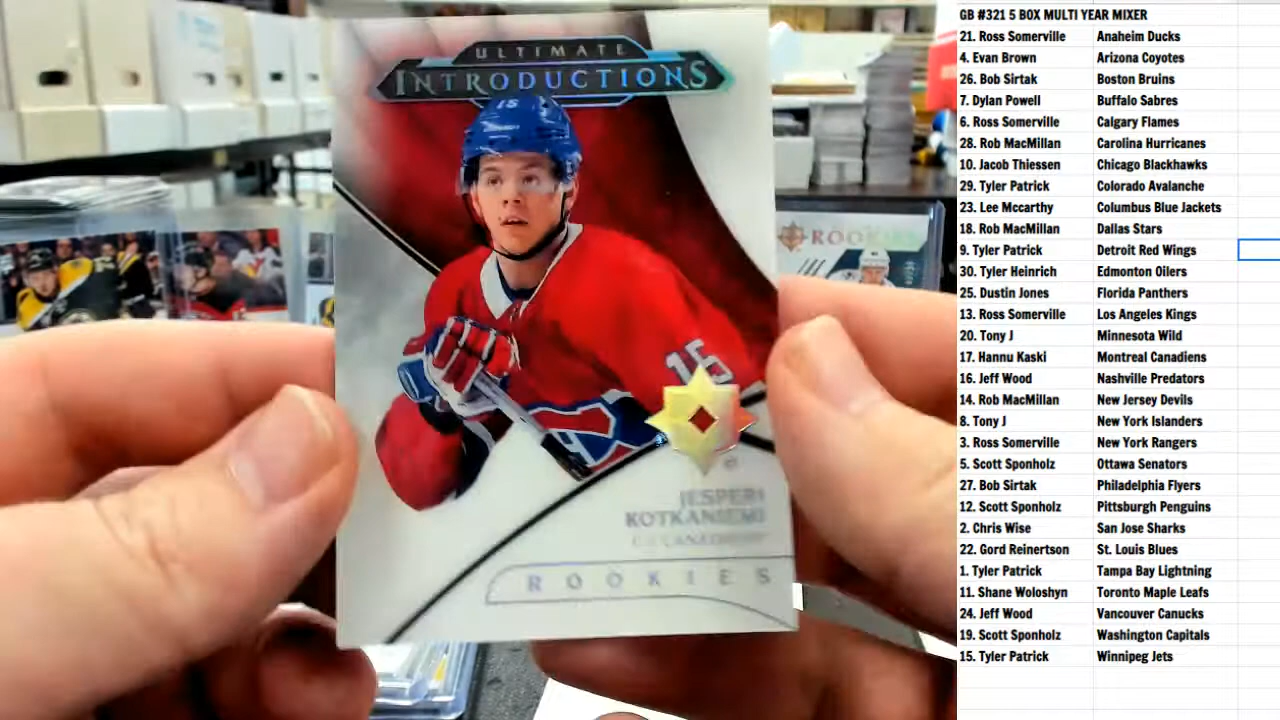 ULTIMATE
INTRODUCTIONS
15
15
JESPERI
KOTKANIEMI
ROOKIES
ROOKIES
GB #321 5 BOX MULTI YEAR MIXER
21. Ross Somerville Anaheim Ducks
4. Evan Brown Arizona Coyotes
26. Bob Sirtak Boston Bruins
7. Dylan Powell Buffalo Sabres
6. Ross Somerville Calgary Flames
28. Rob MacMillan Carolina Hurricanes
10. Jacob Thiessen Chicago Blackhawks
29. Tyler Patrick Colorado Avalanche
23. Lee Mccarthy Columbus Blue Jackets
18. Rob MacMillan Dallas Stars
9. Tyler Patrick Detroit Red Wings
30. Tyler Heinrich Edmonton Oilers
25. Dustin Jones Florida Panthers
13. Ross Somerville Los Angeles Kings
20. Tony J Minnesota Wild
17. Hannu Kaski Montreal Canadiens
16. Jeff Wood Nashville Predators
14. Rob MacMillan New Jersey Devils
8. Tony J New York Islanders
3. Ross Somerville New York Rangers
5. Scott Sponholz Ottawa Senators
27. Bob Sirtak Philadelphia Flyers
12. Scott Sponholz Pittsburgh Penguins
2. Chris Wise San Jose Sharks
22. Gord Reinertson St. Louis Blues
1. Tyler Patrick Tampa Bay Lightning
11. Shane Woloshyn Toronto Maple Leafs
24. Jeff Wood Vancouver Canucks
19. Scott Sponholz Washington Capitals
15. Tyler Patrick Winnipeg Jets